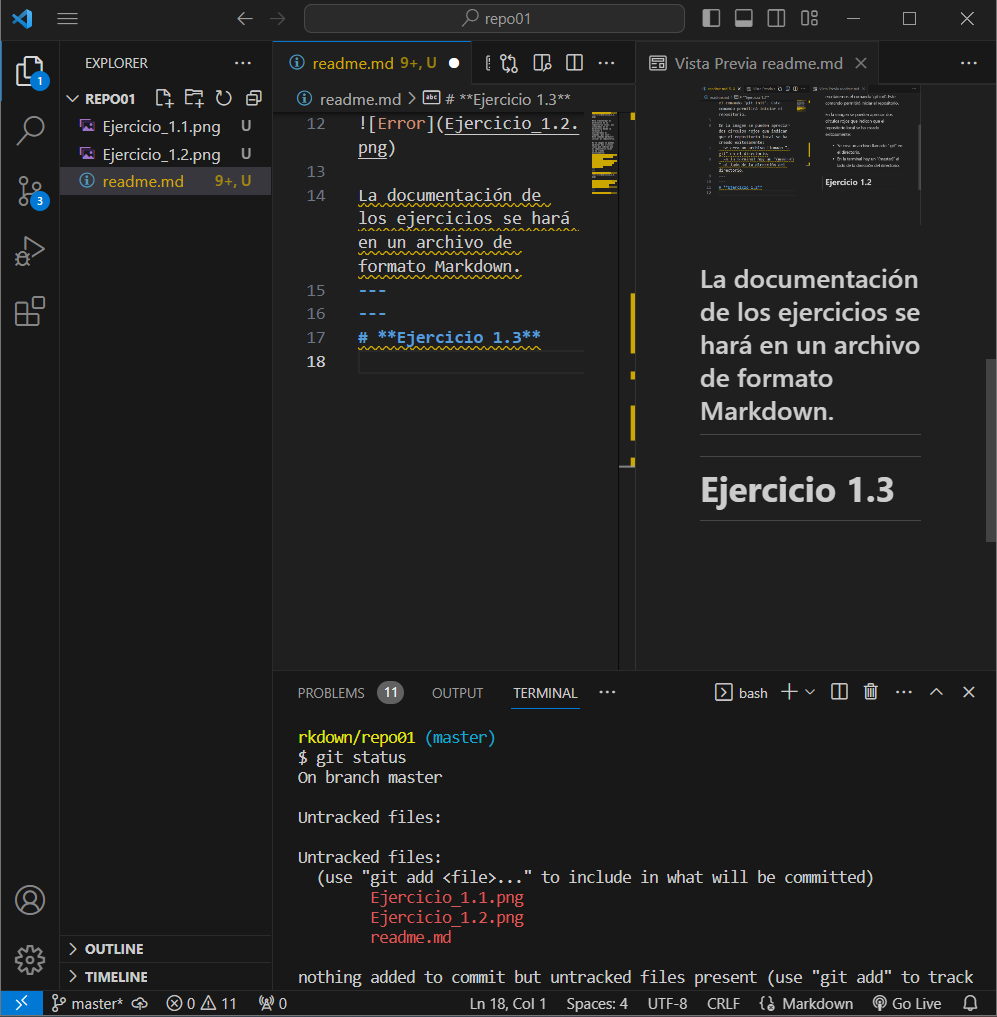 repo01
EXPLORER
REPO01
Ejercicio_1.1.png U
Ejercicio_1.2.png U
readme.md 9+, U
OUTLINE
TIMELINE
1
3
readme.md 9+, U
readme.md > # **Ejercicio 1.3**
12 ![Error](Ejercicio_1.2.
png)
13
14 La documentación de
los ejercicios se hará
en un archivo de
formato Markdown.
15 ---
16 ---
17 # **Ejercicio 1.3**
18
Vista Previa readme.md
Ejercicio 1.2
La documentación
de los ejercicios se
hará en un archivo
de formato
Markdown.
Ejercicio 1.3
PROBLEMS 11 OUTPUT TERMINAL
bash
rkdown/repo01 (master)
$ git status
On branch master
Untracked files:
Untracked files:
(use "git add <file>..." to include in what will be committed)
Ejercicio_1.1.png
Ejercicio_1.2.png
readme.md
nothing added to commit but untracked files present (use "git add" to track
master* 0 11 0 Ln 18, Col 1 Spaces: 4 UTF-8 CRLF Markdown Go Live